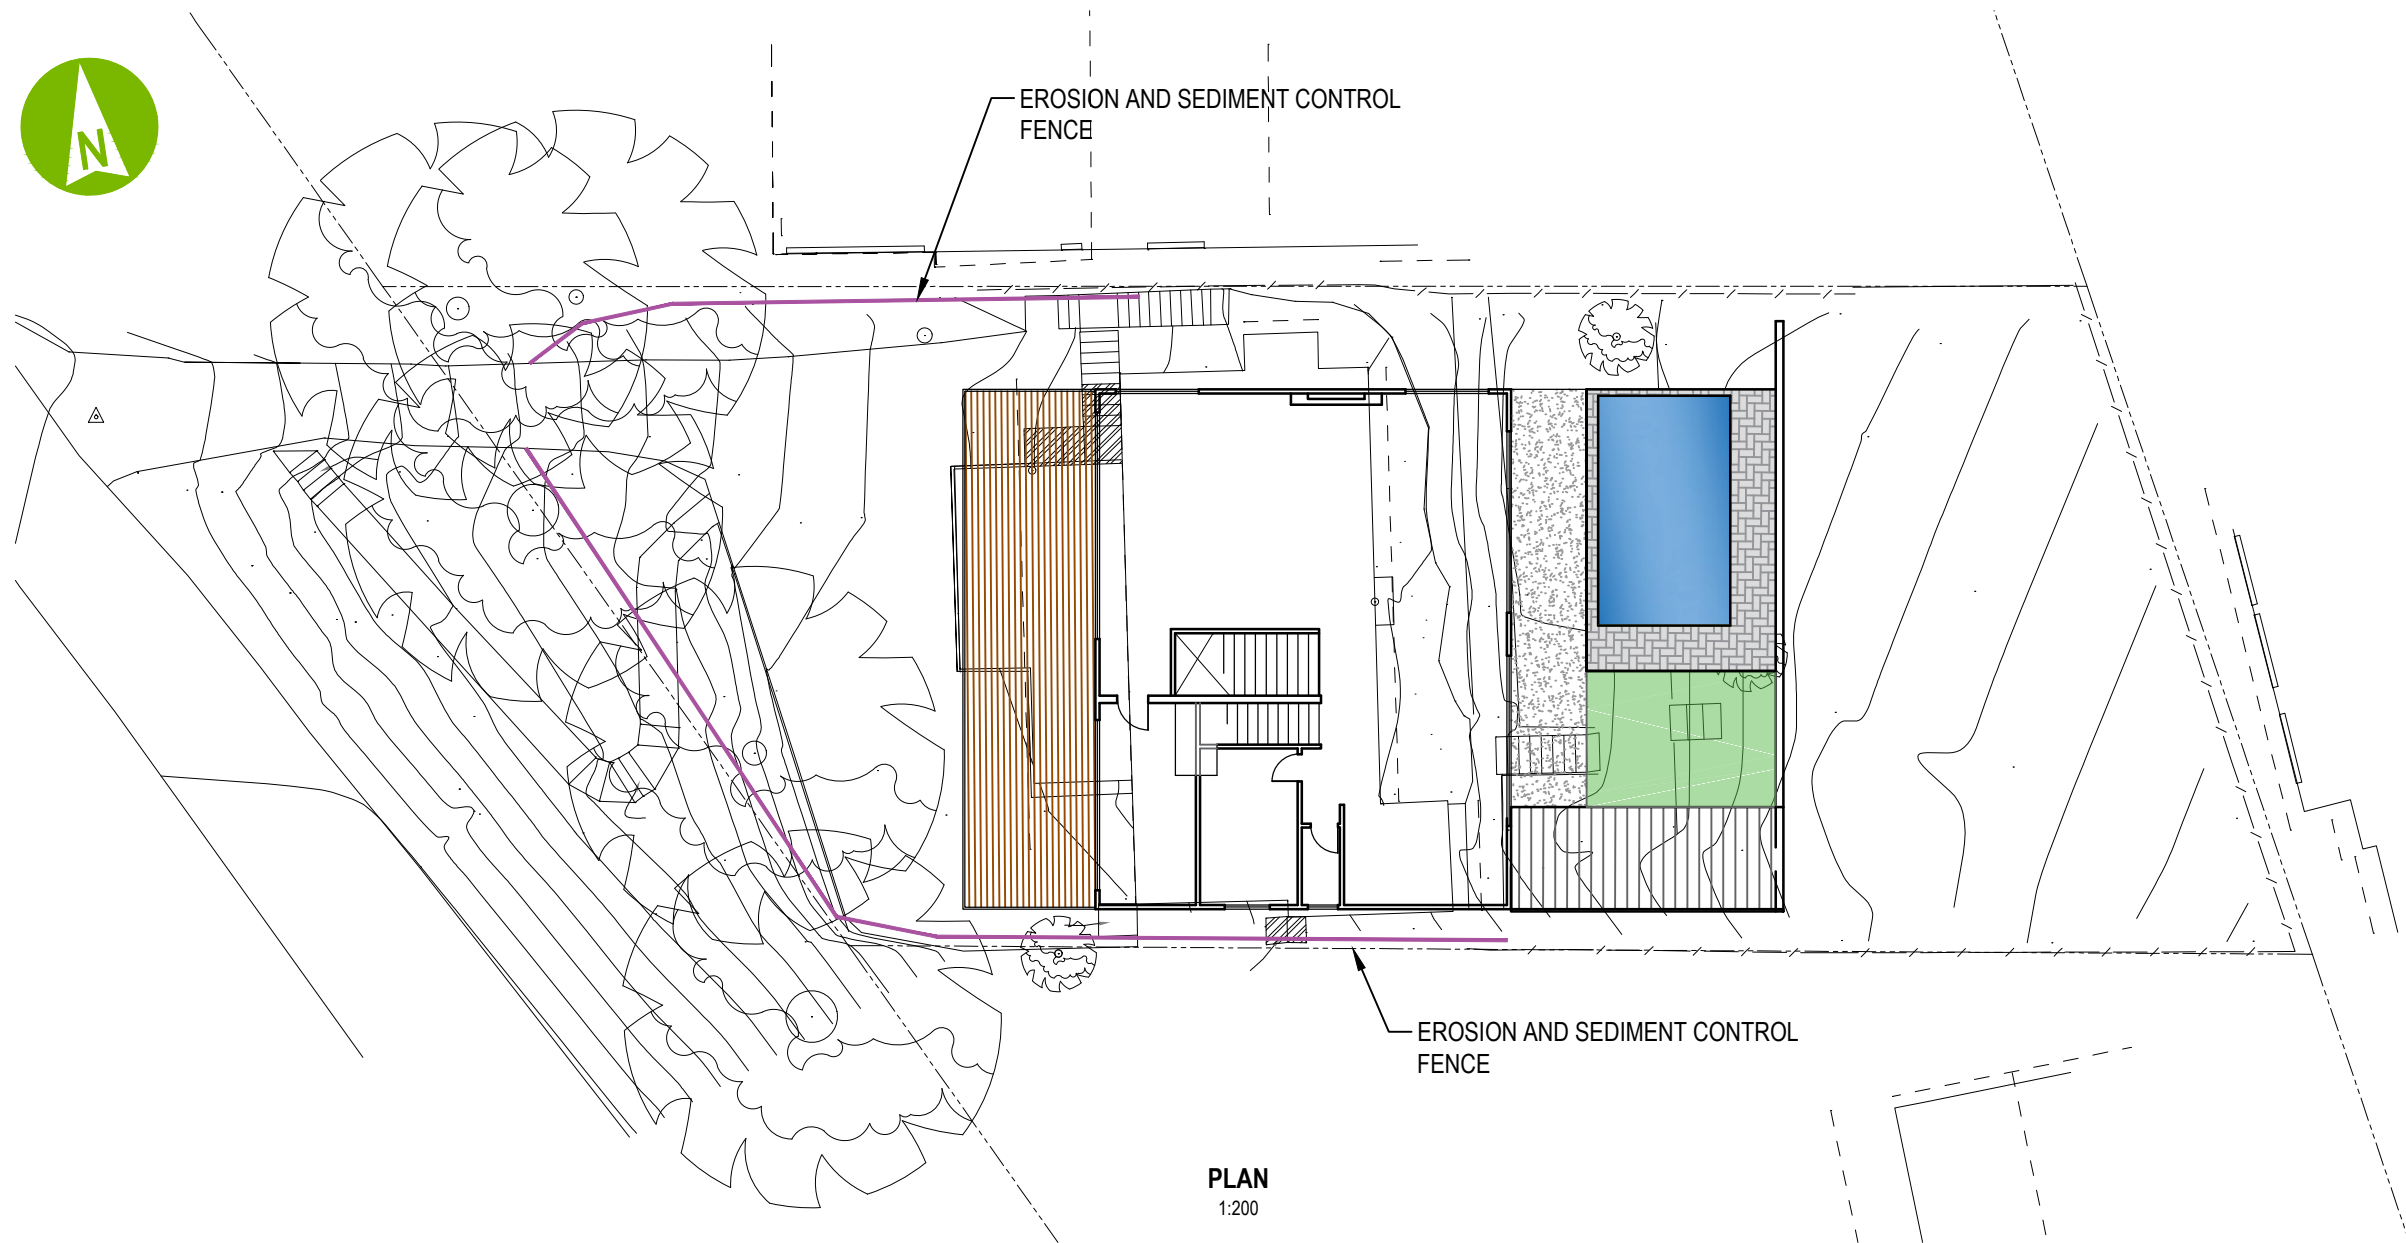 N
EROSION AND SEDIMENT CONTROL
FENCE
EROSION AND SEDIMENT CONTROL
FENCE
PLAN
1:200